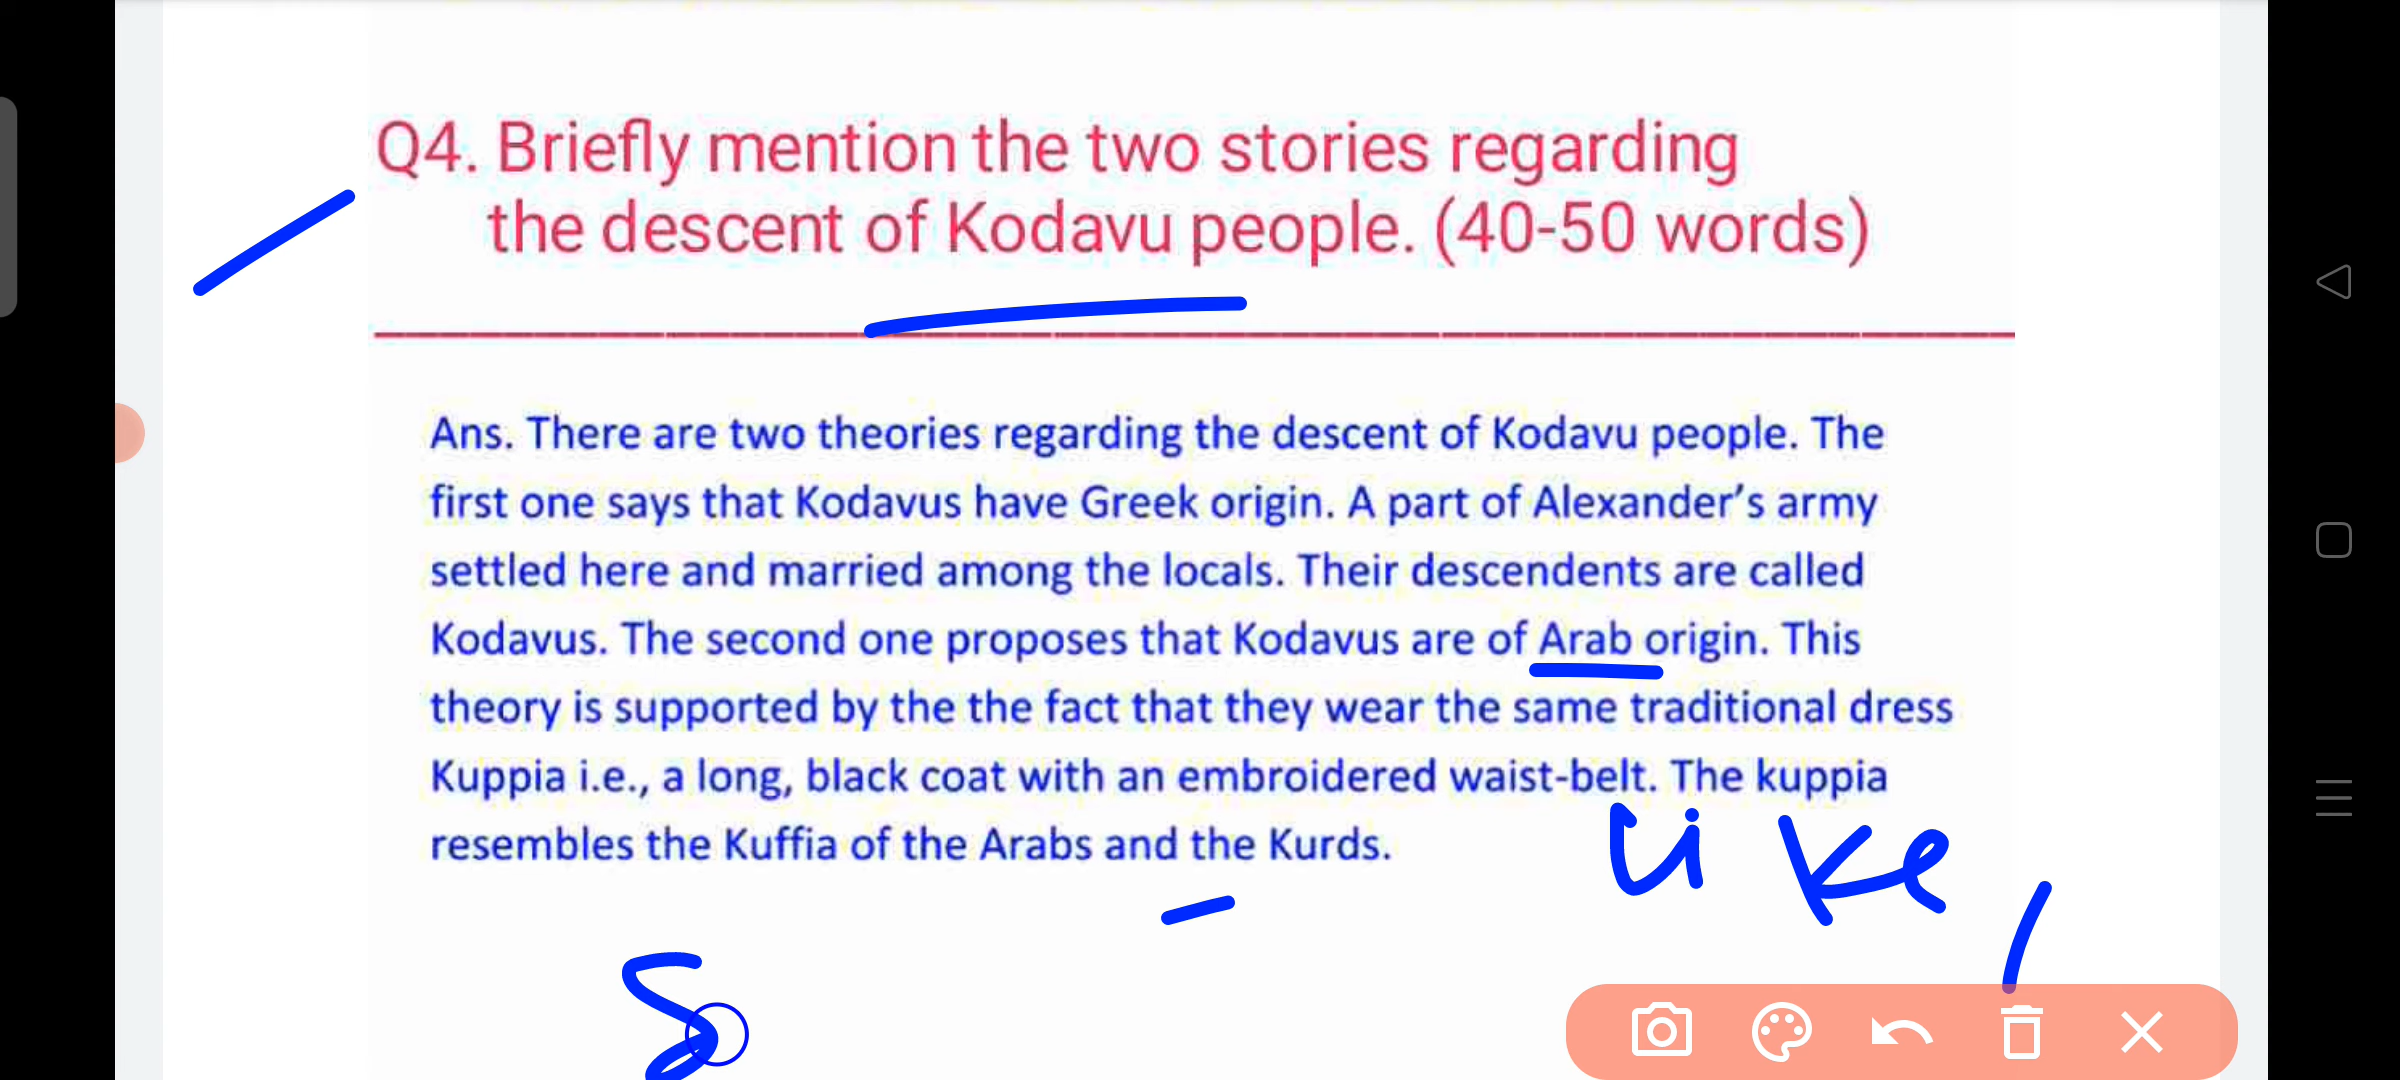 Q4. Briefly mention the two stories regarding
the descent of Kodavu people. (40-50 words)
Ans. There are two theories regarding the descent of Kodavu people. The
first one says that Kodavus have Greek origin. A part of Alexander's army
settled here and married among the locals. Their descendents are called
Kodavus. The second one proposes that Kodavus are of Arab origin. This
theory is supported by the the fact that they wear the same traditional dress
Kuppia i.e., a long, black coat with an embroidered waist-belt. The kuppia
resembles the Kuffia of the Arabs and the Kurds.